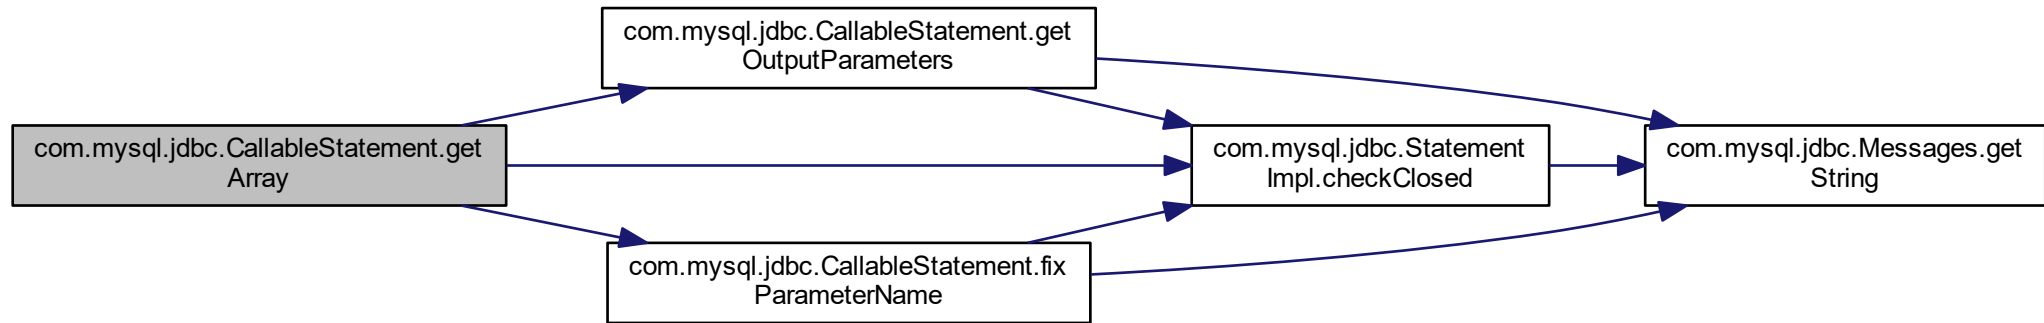 com.mysql.jdbc.CallableStatement.get
OutputParameters
com.mysql.jdbc.CallableStatement.get
Array
com.mysql.jdbc.Statement
Impl.checkClosed
com.mysql.jdbc.Messages.get
String
com.mysql.jdbc.CallableStatement.fix
ParameterName